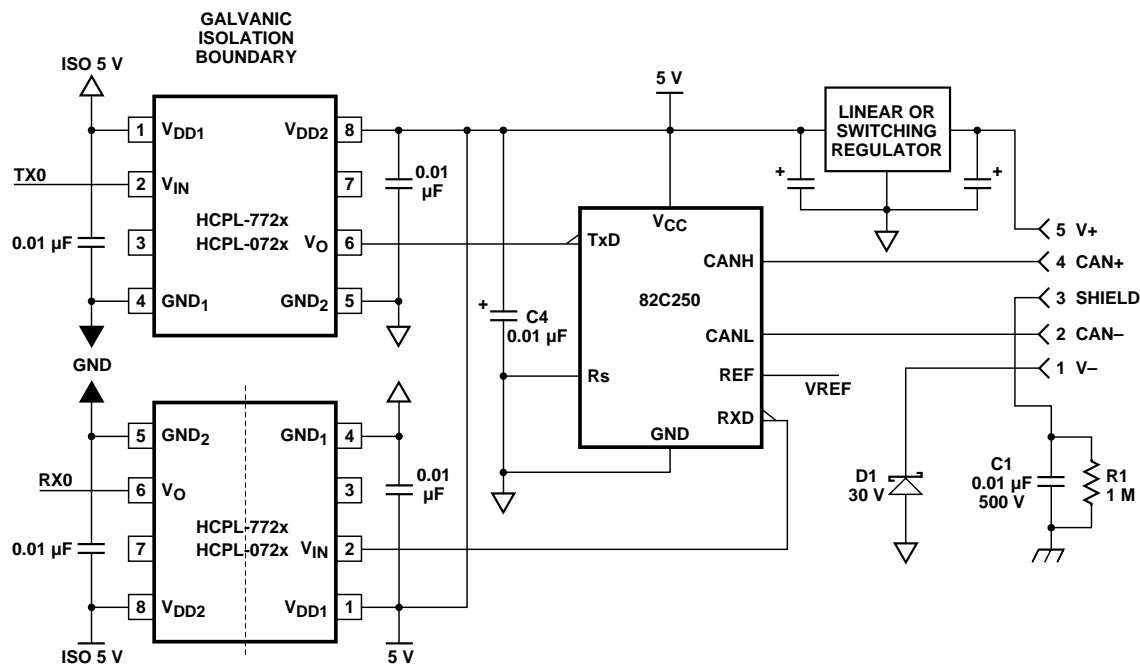 GALVANIC
ISOLATION
BOUNDARY
ISO 5 V
1 VDD1
VDD2 8
TX0
2 VIN
7
0.01 µF
3
HCPL-772x
HCPL-072x
VO 6
4 GND1
GND2 5
0.01
µF
GND
5 GND2
GND1 4
RX0
6 VO
3
0.01 µF
7
HCPL-772x
HCPL-072x
VIN 2
8 VDD2
VDD1 1
0.01
µF
ISO 5 V
5 V
5 V
+
C4
0.01 µF
VCC
TxD
CANH
82C250
CANL
Rs
REF
VREF
RXD
GND
LINEAR OR
SWITCHING
REGULATOR
+
+
5 V+
4 CAN+
3 SHIELD
2 CAN–
1 V–
D1
30 V
C1
0.01 µF
500 V
R1
1 M